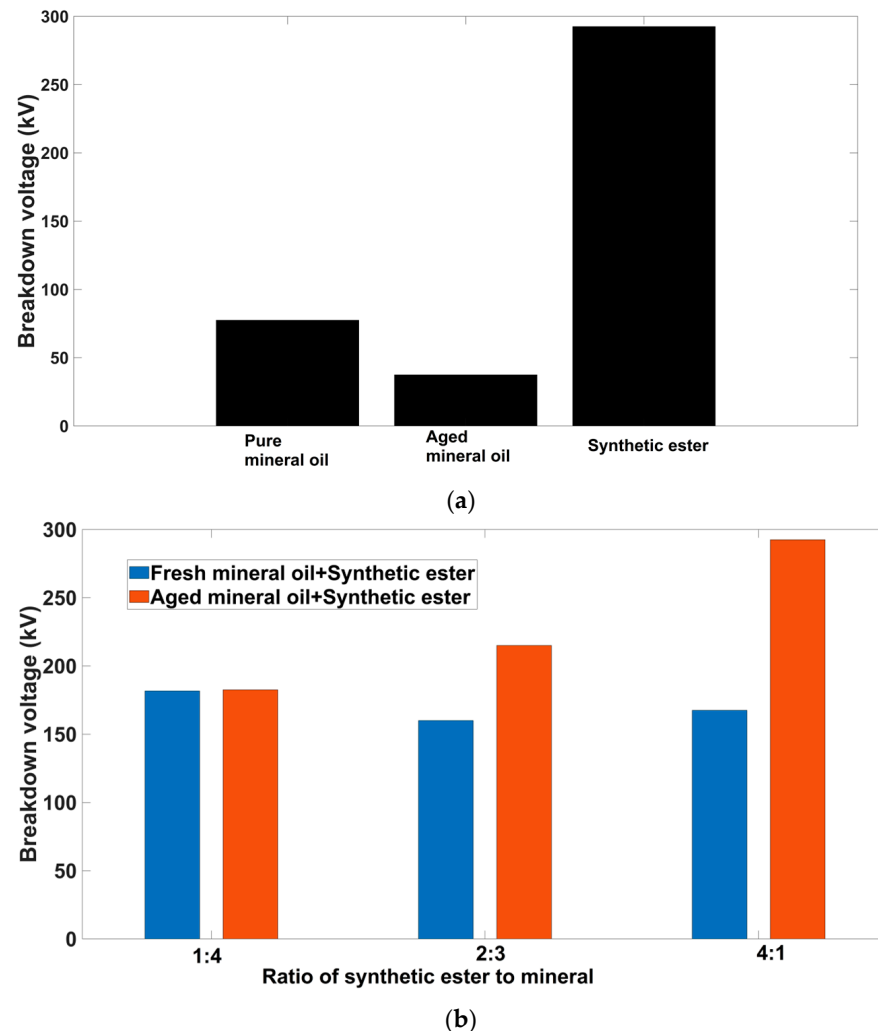 Breakdown voltage (kV)
300
250
200
150
100
50
0
Pure
mineral oil
Aged
mineral oil
Synthetic ester
(a)
Breakdown voltage (kV)
300
250
200
150
100
50
0
Fresh mineral oil+Synthetic ester
Aged mineral oil+Synthetic ester
1:4
2:3
4:1
Ratio of synthetic ester to mineral
(b)